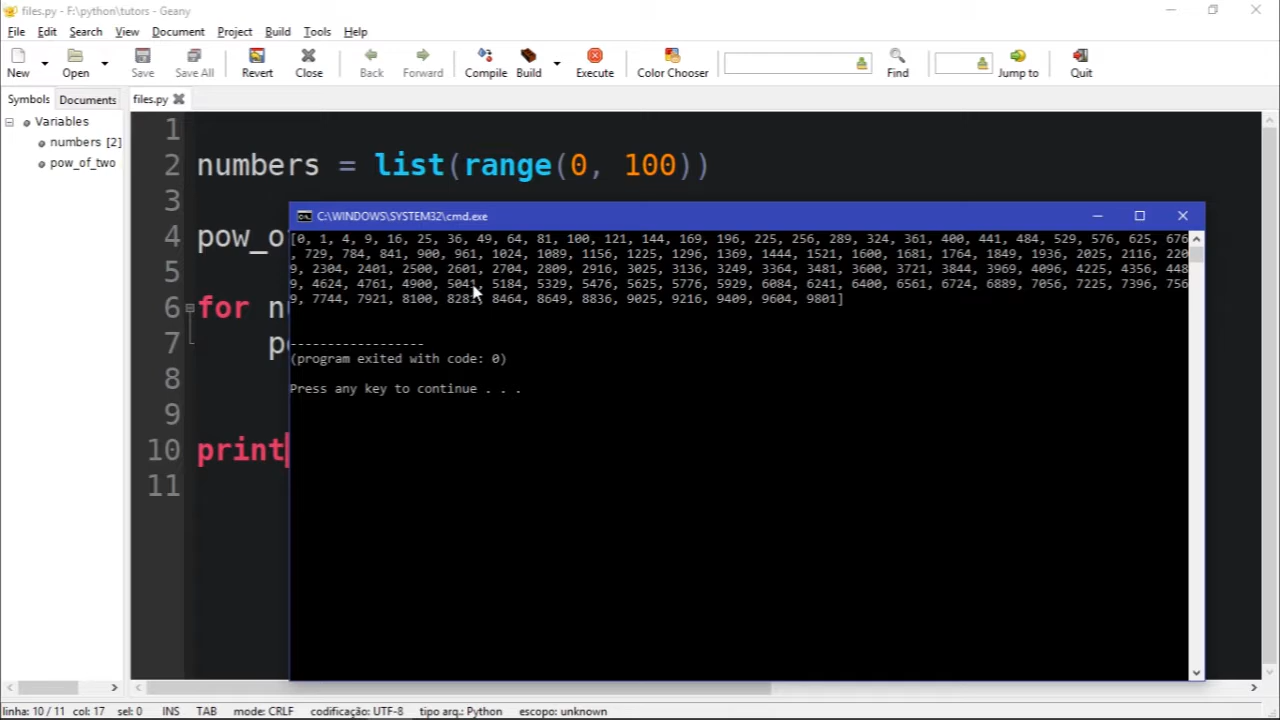 files.py - F:\python\tutors - Geany
File Edit Search View Document Project Build Tools Help
New Open Save Save All Revert Close Back Forward Compile Build Execute Color Chooser Find Jump to Quit
Symbols Documents files.py
Variables
numbers [2]
pow_of_two
1
2 numbers = list(range(0, 100))
3
C:\WINDOWS\SYSTEM32\cmd.exe
4 pow_o
[0, 1, 4, 9, 16, 25, 36, 49, 64, 81, 100, 121, 144, 169, 196, 225, 256, 289, 324, 361, 400, 441, 484, 529, 576, 625, 676
, 729, 784, 841, 900, 961, 1024, 1089, 1156, 1225, 1296, 1369, 1444, 1521, 1600, 1681, 1764, 1849, 1936, 2025, 2116, 220
9, 2304, 2401, 2500, 2601, 2704, 2809, 2916, 3025, 3136, 3249, 3364, 3481, 3600, 3721, 3844, 3969, 4096, 4225, 4356, 448
9, 4624, 4761, 4900, 5041, 5184, 5329, 5476, 5625, 5776, 5929, 6084, 6241, 6400, 6561, 6724, 6889, 7056, 7225, 7396, 756
9, 7744, 7921, 8100, 8281, 8464, 8649, 8836, 9025, 9216, 9409, 9604, 9801]
5
6 for n
7 p
------------------
(program exited with code: 0)
8
Press any key to continue . . .
9
10 print
11
linha: 10 / 11 col: 17 sel: 0 INS TAB mode: CRLF codificação: UTF-8 tipo arq.: Python escopo: unknown